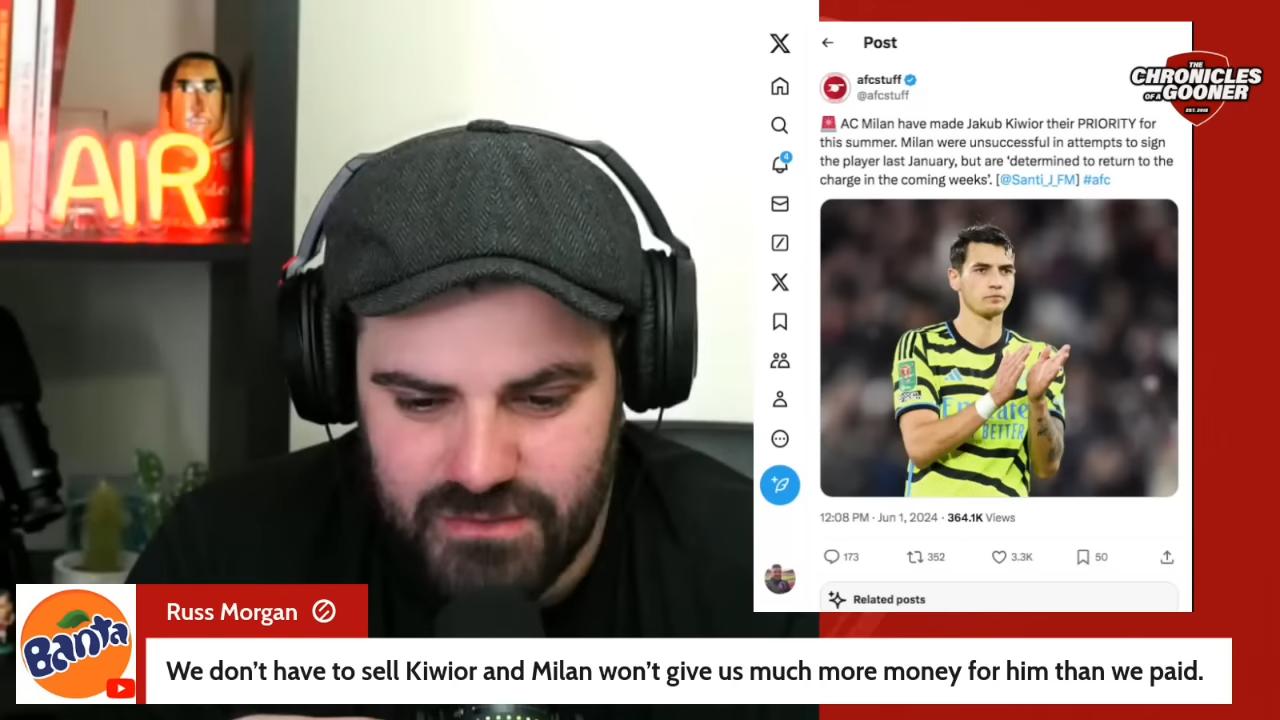 AIR
Post
THE
CHRONICLES
OF A GOONER
afcstuff
@afcstuff
🚨 AC Milan have made Jakub Kiwior their PRIORITY for
this summer. Milan were unsuccessful in attempts to sign
the player last January, but are ‘determined to return to the
charge in the coming weeks’. [@Santi_J_FM] #afc
4
Emirates
BETTER
12:08 PM · Jun 1, 2024 · 364.1K Views
173 352 3.3K 50
Related posts
Banta
Russ Morgan
We don’t have to sell Kiwior and Milan won’t give us much more money for him than we paid.